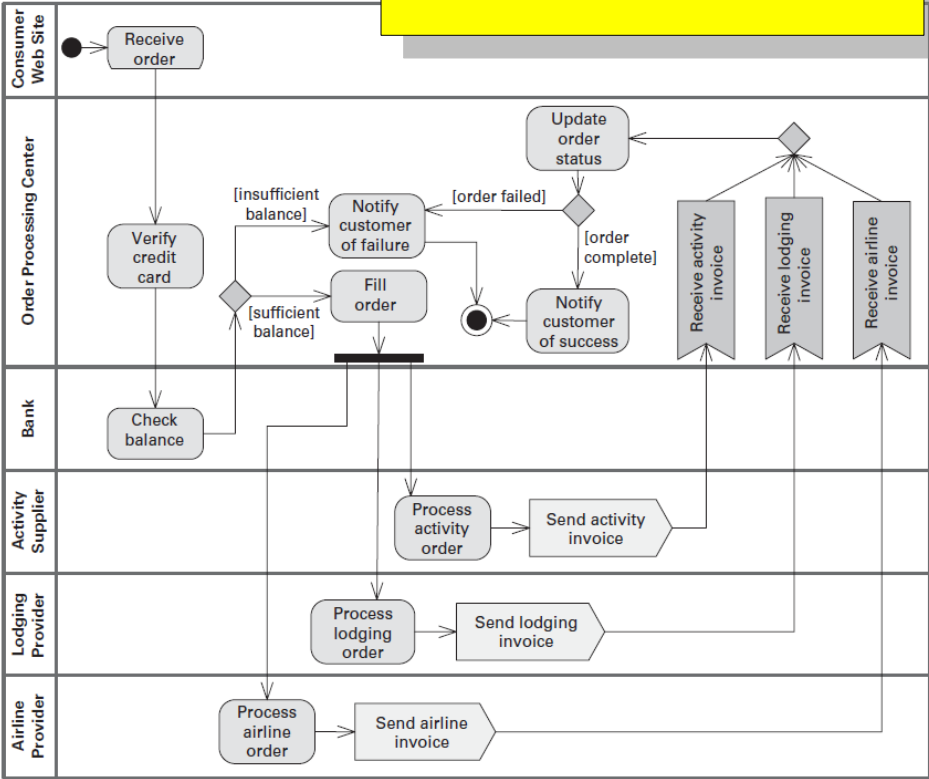 Consumer
Web Site
Receive
order
Order Processing Center
Update
order
status
[insufficient
balance]
Notify
customer
of failure
[order failed]
[order
complete]
Verify
credit
card
Fill
order
[sufficient
balance]
Notify
customer
of success
Receive activity
invoice
Receive lodging
invoice
Receive airline
invoice
Bank
Check
balance
Activity
Supplier
Process
activity
order
Send activity
invoice
Lodging
Provider
Process
lodging
order
Send lodging
invoice
Airline
Provider
Process
airline
order
Send airline
invoice